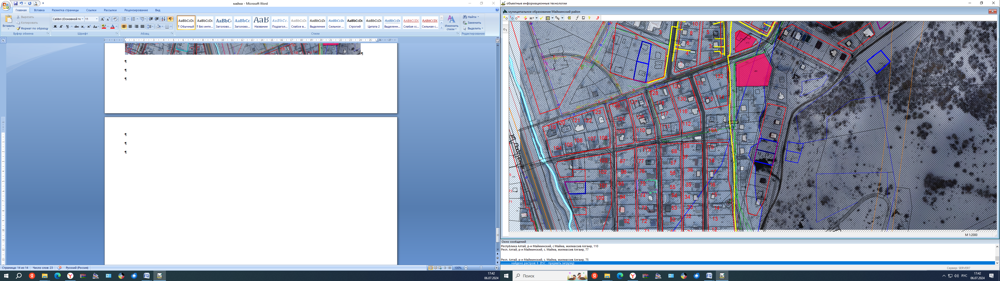 майма - Microsoft Word
Главная Вставка Разметка страницы Ссылки Рассылки Рецензирование Вид
Вставить
Вырезать
Копировать
Формат по образцу
Буфер обмена
Calibri (Основной те 11
Шрифт
Абзац
AaBbCcDc AaBbCcDc AaBbCc AaBbCc AaB AaBbCc. AaBbCcDc AaBbCcDc AaBbCcDc AaBbCcDc AaBbCcDc AaBbCcDc AaBbCcDc AaBbCcDc
¶ Обычный ¶ Без инте... Заголово... Заголово... Название Подзагол... Слабое в... Выделение Сильное ... Строгий Цитата 2 Выделенн... Слабая сс... Сильная с...
Изменить стили
Стили
Найти
Заменить
Выделить
Редактирование
Страница: 14 из 14 Число слов: 23 Русский (Россия)
100%
17:42
06.07.2024
объектные информационные технологии
муниципальное образование Майминский район
ул. Подгорная
3 10 8 6 4 5 3
132 131 128 130 15 114
127 124 117 116 123 122 121 120 119
112 111 110 109 19A
104 105 106 107 108
77а 68 38 19
103 97 77 57 37 18
102 96 76 56 36
101 95 75 55 35 16
100 94 74 54 34 15
73 53 33 14
92 72 52 32 13
71 12
М 1:2000
Окно сообщений
Республика Алтай, р-н Майминский, с Майма, жилмассив Алгаир, 110
Респ. Алтай, р-н Майминский, с. Майма, жилмассив Алгаир, 77
Респ. Алтай, р-н Майминский, с. Майма, жилмассив Алгаир, 75
--------- найдено растров: 6 (ESC - прервать загрузку)
Сервер: SERVER7
Поиск
РУС
17:42
06.07.2024